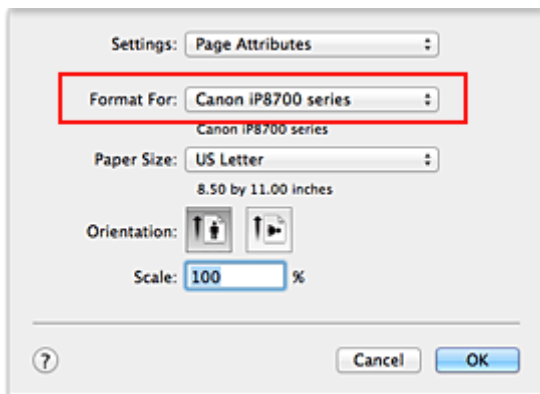 Settings: Page Attributes
Format For: Canon iP8700 series
Canon iP8700 series
Paper Size: US Letter
8.50 by 11.00 inches
Orientation:
Scale: 100 %
? Cancel OK